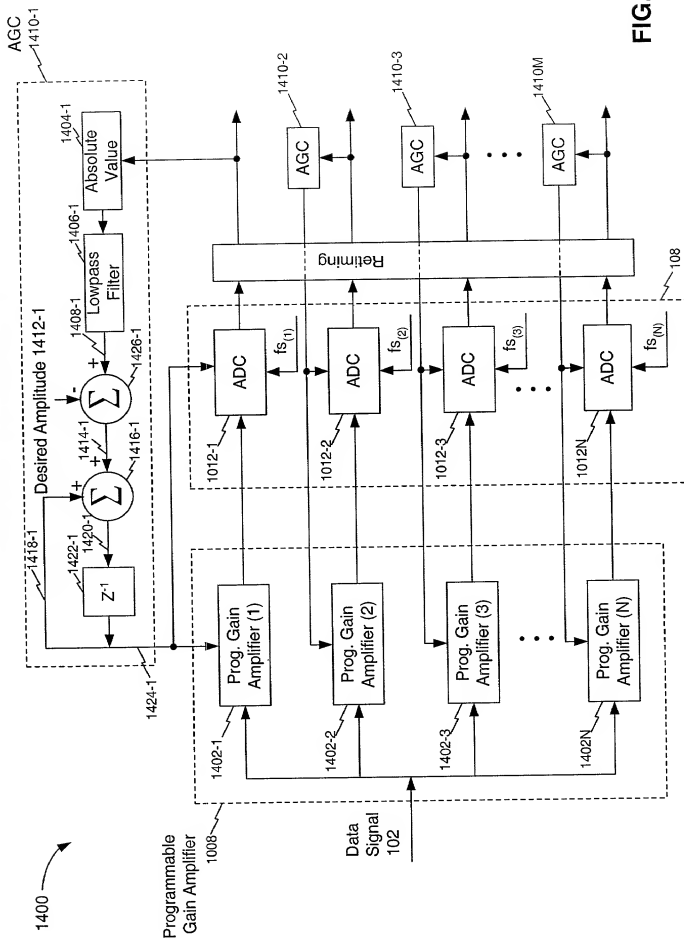 FIG.
1400
AGC
1410-1
1404-1
Absolute
Value
1406-1
Lowpass
Filter
1408-1
Desired Amplitude 1412-1
+
-
Σ
1426-1
1414-1
+
+
Σ
1416-1
1418-1
1420-1
1422-1
Z-1
1424-1
Programmable
Gain Amplifier
1008
Data
Signal
102
1402-1
Prog. Gain
Amplifier (1)
1402-2
Prog. Gain
Amplifier (2)
1402-3
Prog. Gain
Amplifier (3)
1402N
Prog. Gain
Amplifier (N)
1012-1
ADC
fs(1)
1012-2
ADC
fs(2)
1012-3
ADC
fs(3)
1012N
ADC
fs(N)
108
Retiming
AGC
1410-2
AGC
1410-3
AGC
1410M